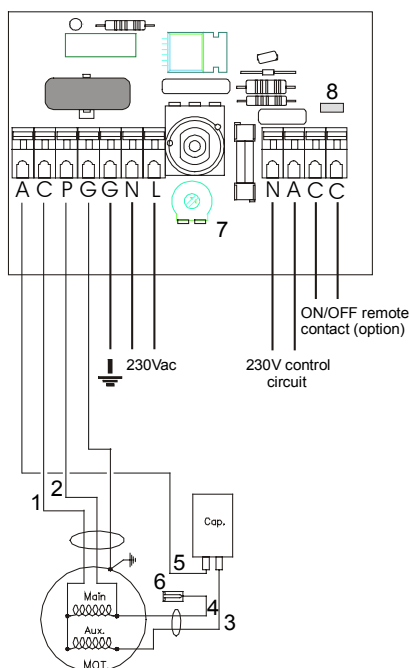 8
A C P G G N L
N A C C
7
ON/OFF remote
contact (option)
230Vac
230V control
circuit
1
2
Cap.
5
6
4
3
Main
Aux.
MOT.